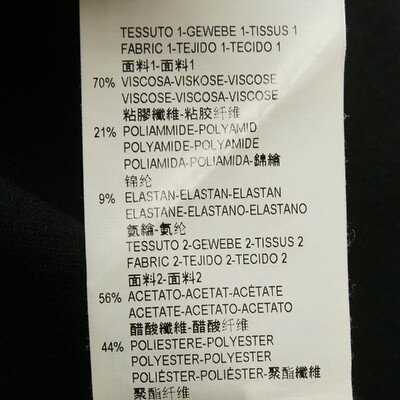 TESSUTO 1-GEWEBE 1-TISSUS 1
FABRIC 1-TEJIDO 1-TECIDO 1
面料1-面料1
70% VISCOSA-VISKOSE-VISCOSE
VISCOSE-VISCOSA-VISCOSE
粘膠纖維-粘胶纤维
21% POLIAMMIDE-POLYAMID
POLYAMIDE-POLYAMIDE
POLIAMIDA-POLIAMIDA-錦綸
锦纶
9% ELASTAN-ELASTAN-ELASTAN
ELASTANE-ELASTANO-ELASTANO
氨綸-氨纶
TESSUTO 2-GEWEBE 2-TISSUS 2
FABRIC 2-TEJIDO 2-TECIDO 2
面料2-面料2
56% ACETATO-ACETAT-ACÉTATE
ACETATE-ACETATO-ACETATO
醋酸纖維-醋酸纤维
44% POLIESTERE-POLYESTER
POLYESTER-POLYESTER
POLIÉSTER-POLIÉSTER-聚酯纖維
聚酯纤维